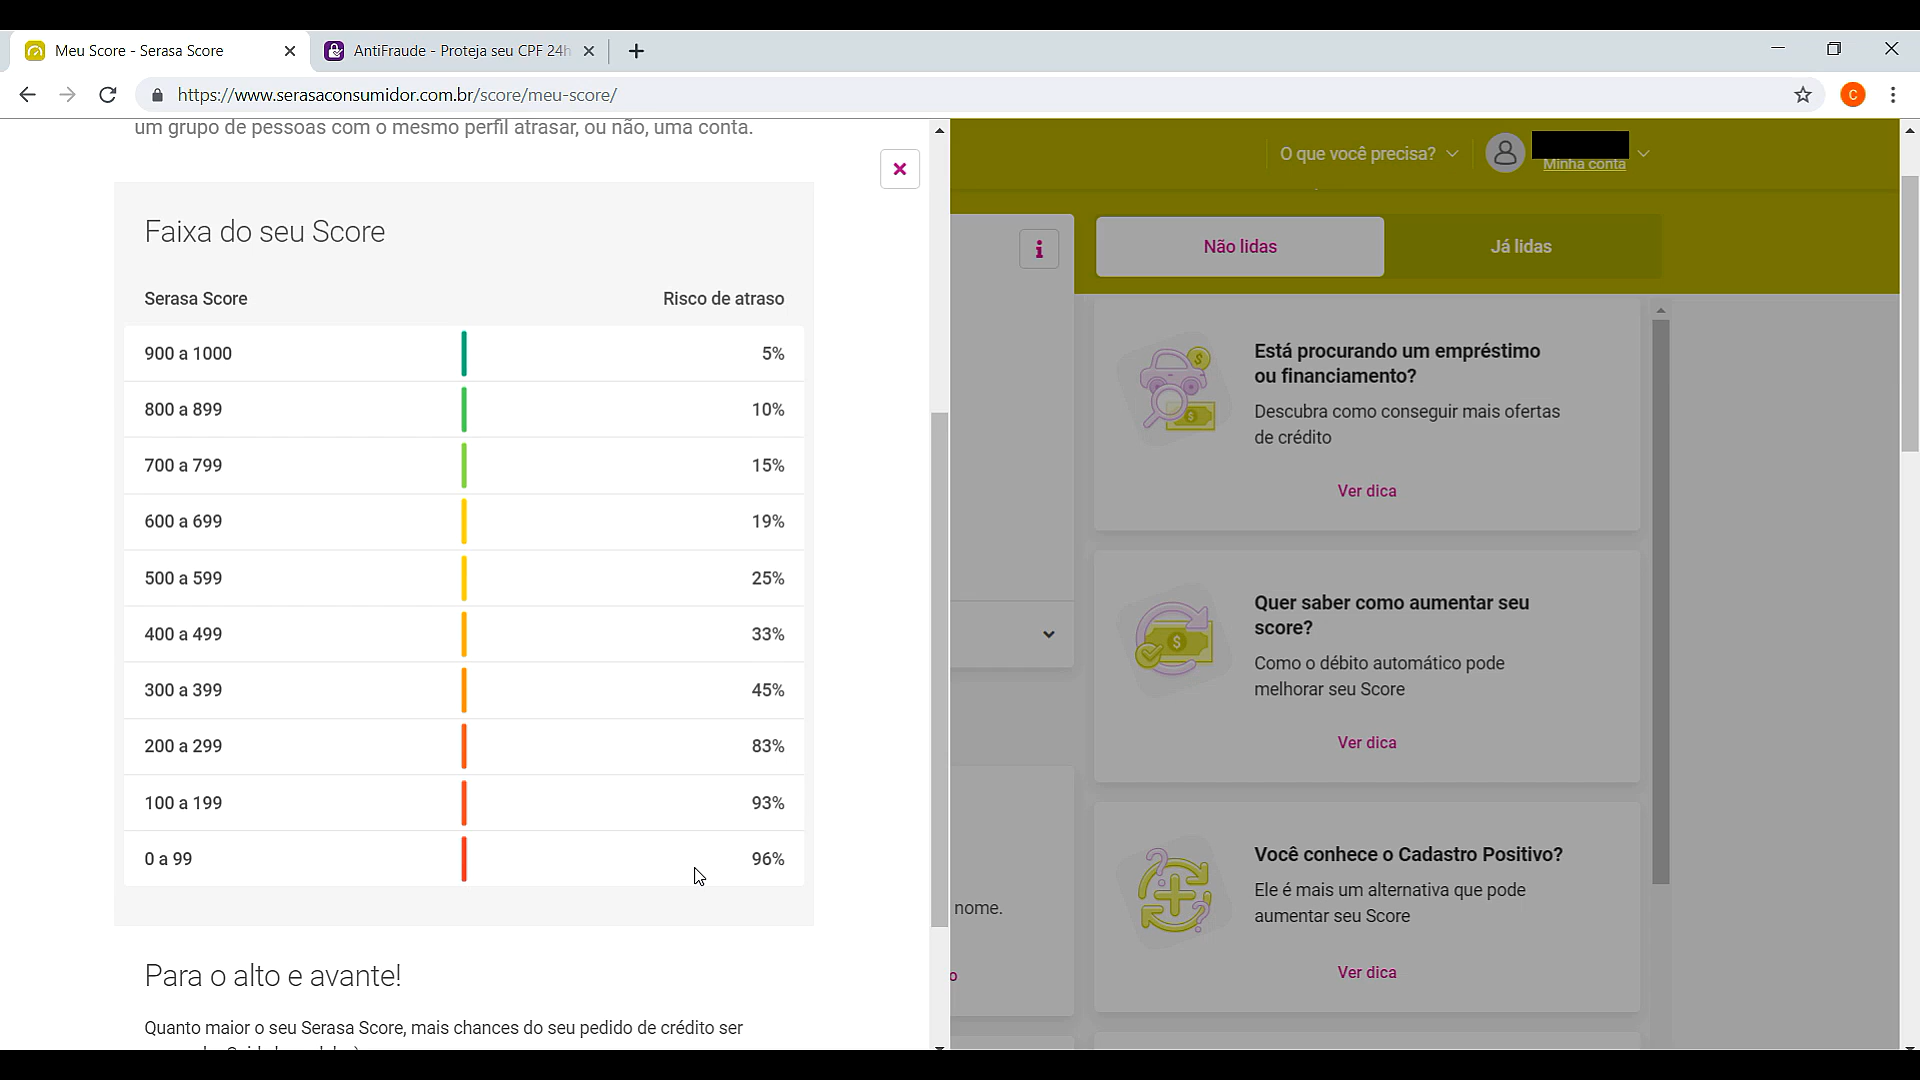 Meu Score - Serasa Score
AntiFraude - Proteja seu CPF 24h
https://www.serasaconsumidor.com.br/score/meu-score/
C
um grupo de pessoas com o mesmo perfil atrasar, ou não, uma conta.
Faixa do seu Score
Serasa Score Risco de atraso
900 a 1000 5%
800 a 899 10%
700 a 799 15%
600 a 699 19%
500 a 599 25%
400 a 499 33%
300 a 399 45%
200 a 299 83%
100 a 199 93%
0 a 99 96%
Para o alto e avante!
Quanto maior o seu Serasa Score, mais chances do seu pedido de crédito ser
O que você precisa?
Minha conta
Não lidas
Já lidas
Está procurando um empréstimo
ou financiamento?
Descubra como conseguir mais ofertas
de crédito
Ver dica
Quer saber como aumentar seu
score?
Como o débito automático pode
melhorar seu Score
Ver dica
nome.
o
Você conhece o Cadastro Positivo?
Ele é mais um alternativa que pode
aumentar seu Score
Ver dica